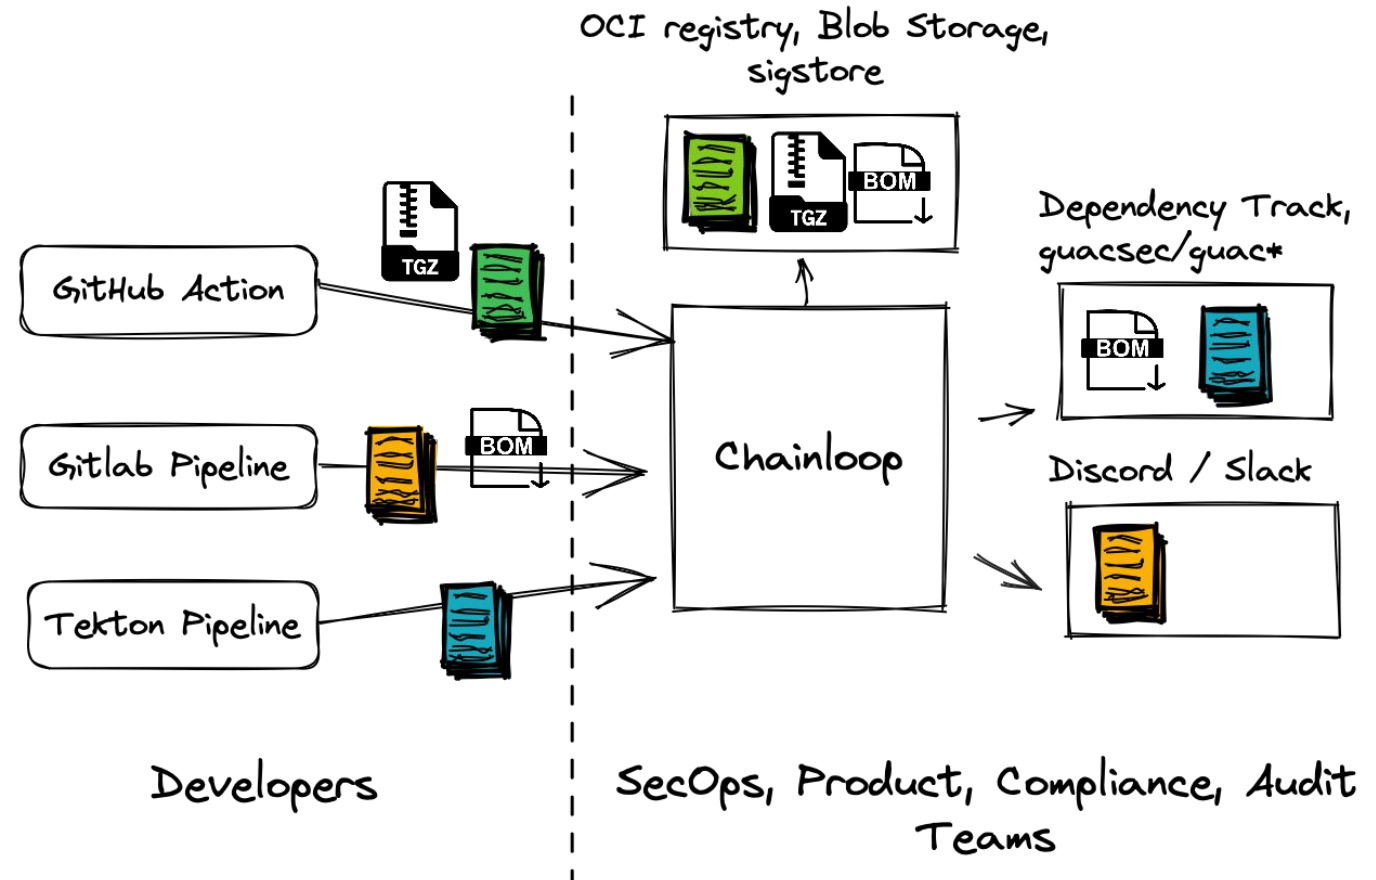 OCI registry, Blob Storage,
sigstore
TGZ
BOM
Dependency Track,
guacsec/guac*
TGZ
GitHub Action
BOM
Gitlab Pipeline
BOM
Chainloop
Discord / Slack
Tekton Pipeline
Developers
SecOps, Product, Compliance, Audit
Teams